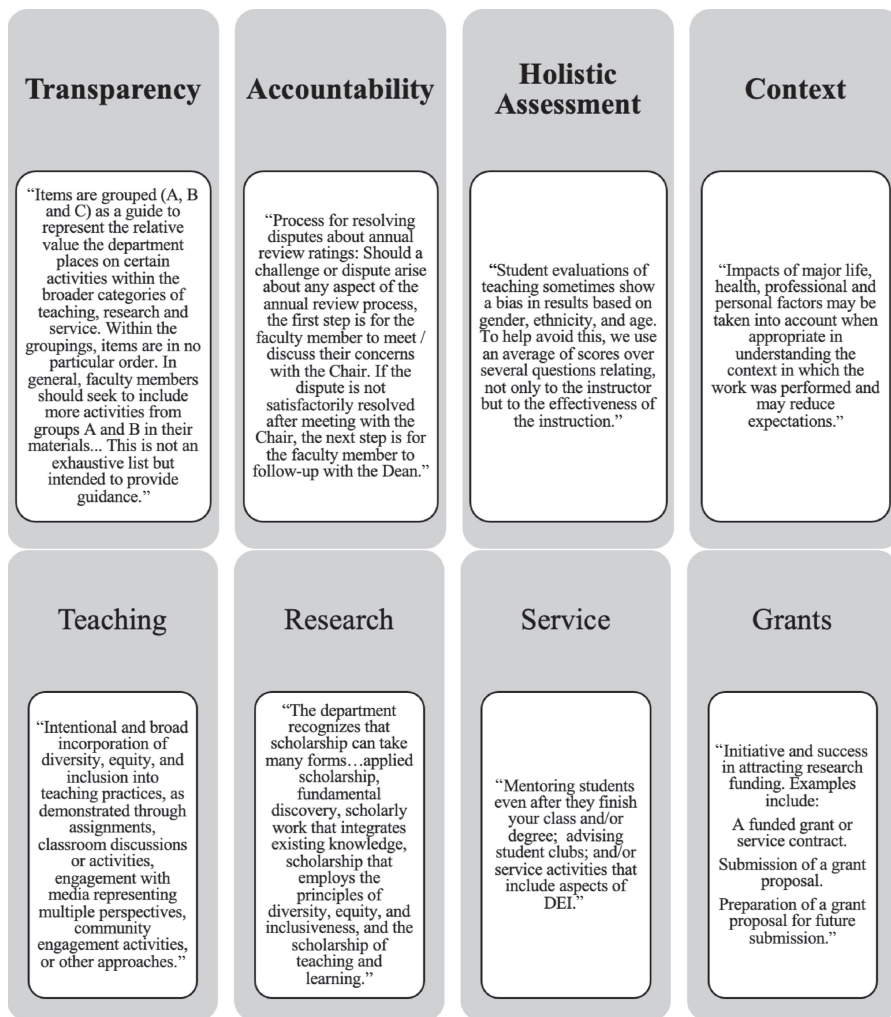 Transparency
“Items are grouped (A, B
and C) as a guide to
represent the relative
value the department
places on certain
activities within the
broader categories of
teaching, research and
service. Within the
groupings, items are in no
particular order. In
general, faculty members
should seek to include
more activities from
groups A and B in their
materials... This is not an
exhaustive list but
intended to provide
guidance.”
Accountability
“Process for resolving
disputes about annual
review ratings: Should a
challenge or dispute arise
about any aspect of the
annual review process,
the first step is for the
faculty member to meet /
discuss their concerns
with the Chair. If the
dispute is not
satisfactorily resolved
after meeting with the
Chair, the next step is for
the faculty member to
follow-up with the Dean.”
Holistic
Assessment
“Student evaluations of
teaching sometimes show
a bias in results based on
gender, ethnicity, and age.
To help avoid this, we use
an average of scores over
several questions relating,
not only to the instructor
but to the effectiveness of
the instruction.”
Context
“Impacts of major life,
health, professional and
personal factors may be
taken into account when
appropriate in
understanding the
context in which the
work was performed and
may reduce
expectations.”
Teaching
“Intentional and broad
incorporation of
diversity, equity, and
inclusion into
teaching practices, as
demonstrated through
assignments,
classroom discussions
or activities,
engagement with
media representing
multiple perspectives,
community
engagement activities,
or other approaches.”
Research
“The department
recognizes that
scholarship can take
many forms…applied
scholarship,
fundamental
discovery, scholarly
work that integrates
existing knowledge,
scholarship that
employs the
principles of
diversity, equity, and
inclusiveness, and the
scholarship of
teaching and
learning.”
Service
“Mentoring students
even after they finish
your class and/or
degree; advising
student clubs; and/or
service activities that
include aspects of
DEI.”
Grants
“Initiative and success
in attracting research
funding. Examples
include:
A funded grant or
service contract.
Submission of a grant
proposal.
Preparation of a grant
proposal for future
submission.”